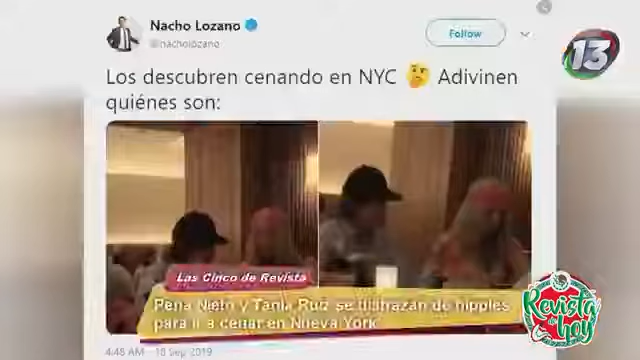 Nacho Lozano
@nacholozano
Follow
Los descubren cenando en NYC 🤔 Adivinen
quiénes son:
13
Las Cinco de Revista
Peña Nieto y Tania Ruiz se disfrazan de hippies
para ir a cenar en Nueva York
Revista
de hoy
4:48 AM - 18 Sep 2019